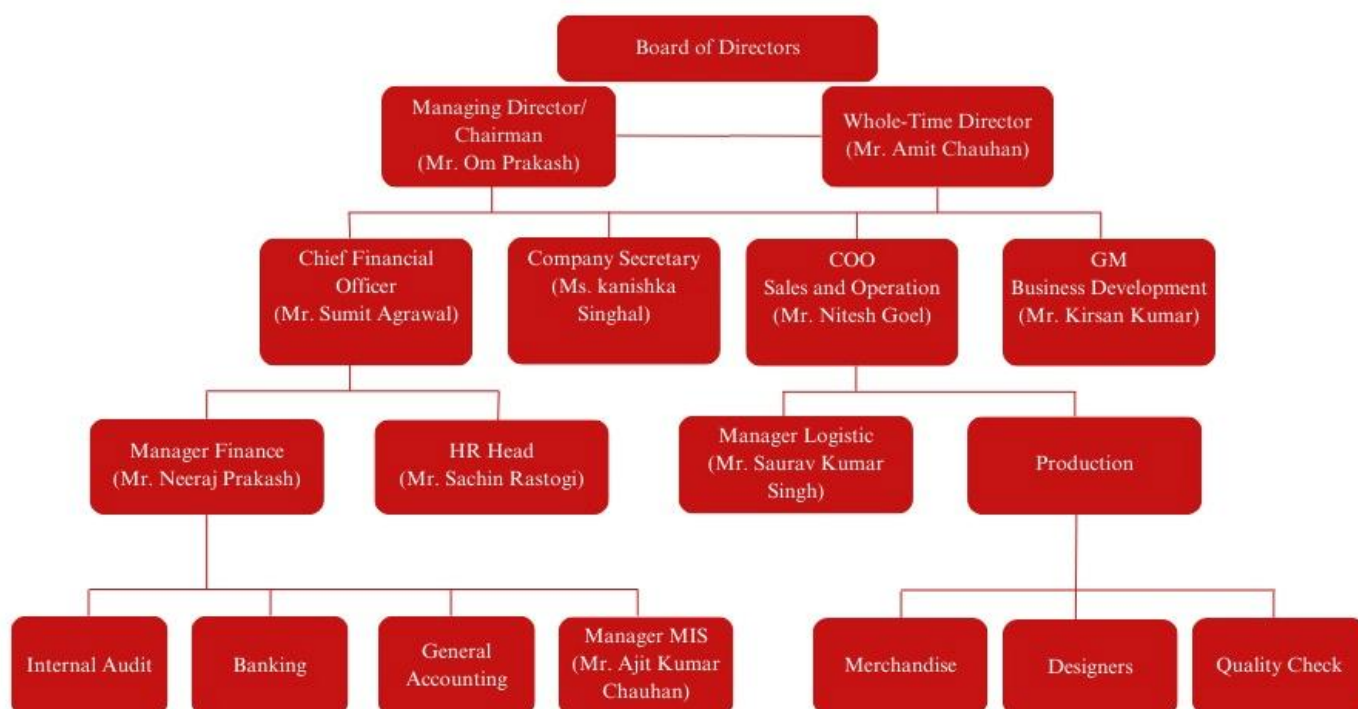 Board of Directors
Managing Director/
Chairman
(Mr. Om Prakash)
Whole-Time Director
(Mr. Amit Chauhan)
Chief Financial
Officer
(Mr. Sumit Agrawal)
Company Secretary
(Ms. kanishka
Singhal)
COO
Sales and Operation
(Mr. Nitesh Goel)
GM
Business Development
(Mr. Kirsan Kumar)
Manager Finance
(Mr. Neeraj Prakash)
HR Head
(Mr. Sachin Rastogi)
Manager Logistic
(Mr. Saurav Kumar
Singh)
Production
Internal Audit
Banking
General
Accounting
Manager MIS
(Mr. Ajit Kumar
Chauhan)
Merchandise
Designers
Quality Check